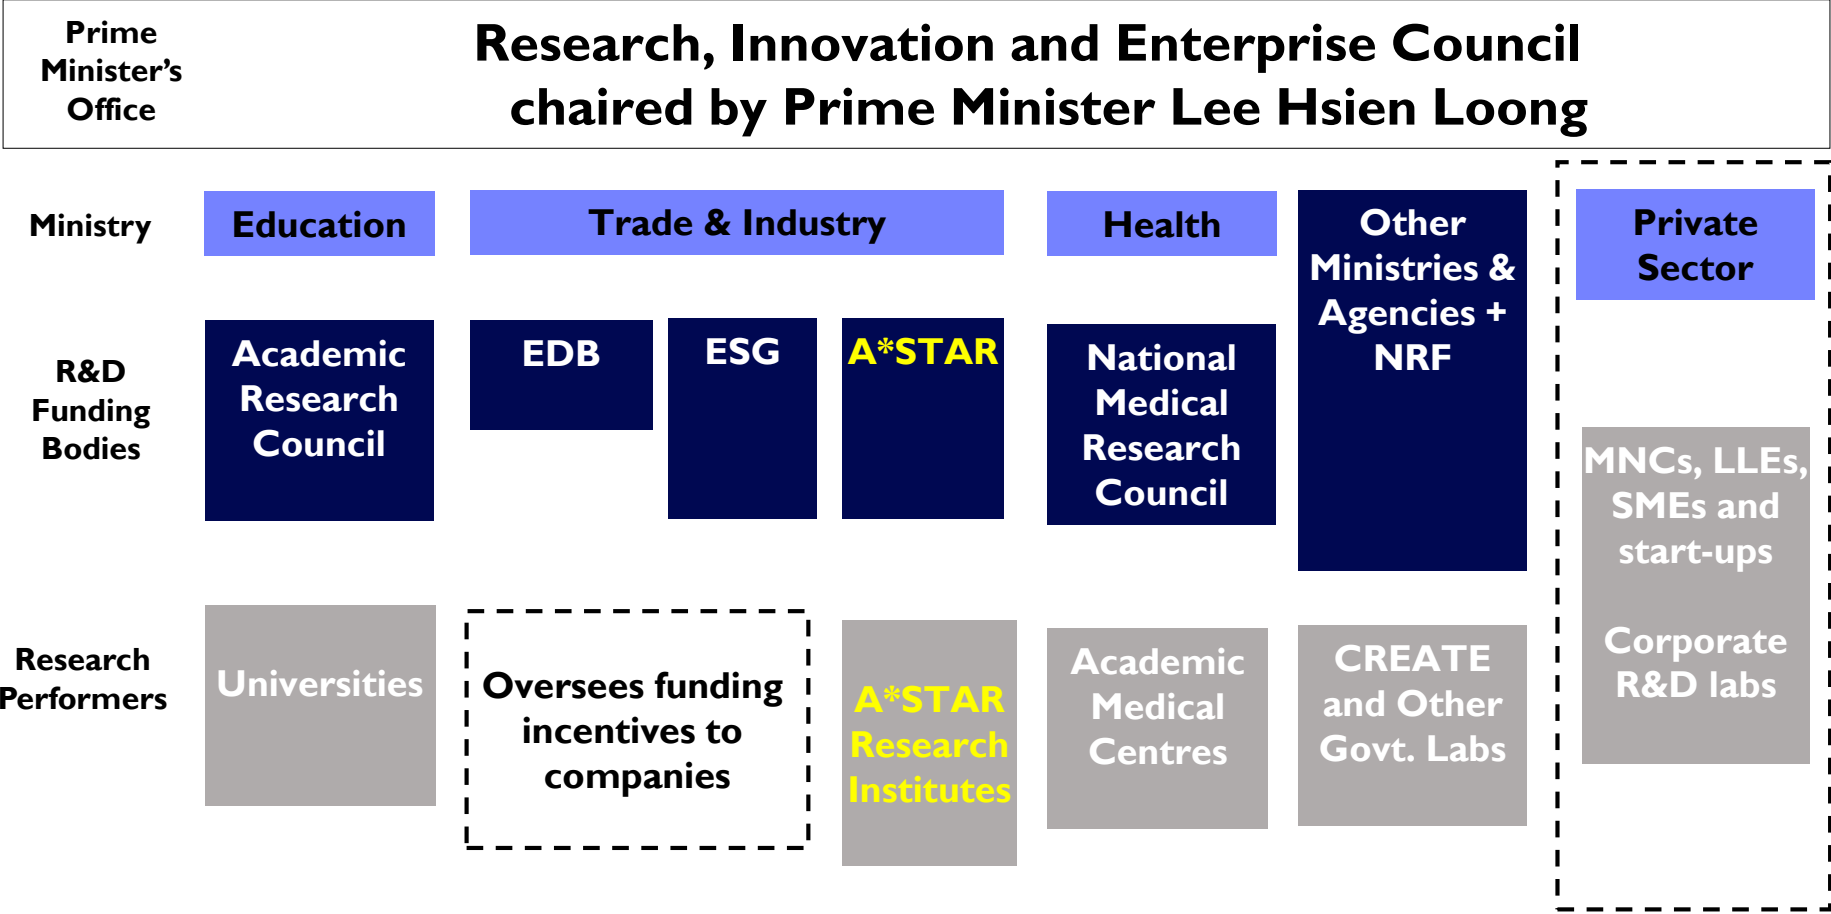 Prime
Minister’s
Office
Research, Innovation and Enterprise Council
chaired by Prime Minister Lee Hsien Loong
Ministry
Education
Trade & Industry
Health
Other
Ministries &
Agencies +
NRF
Private
Sector
R&D
Funding
Bodies
Academic
Research
Council
EDB
ESG
A*STAR
National
Medical
Research
Council
MNCs, LLEs,
SMEs and
start-ups
Corporate
R&D labs
Research
Performers
Universities
Oversees funding
incentives to
companies
A*STAR
Research
Institutes
Academic
Medical
Centres
CREATE
and Other
Govt. Labs